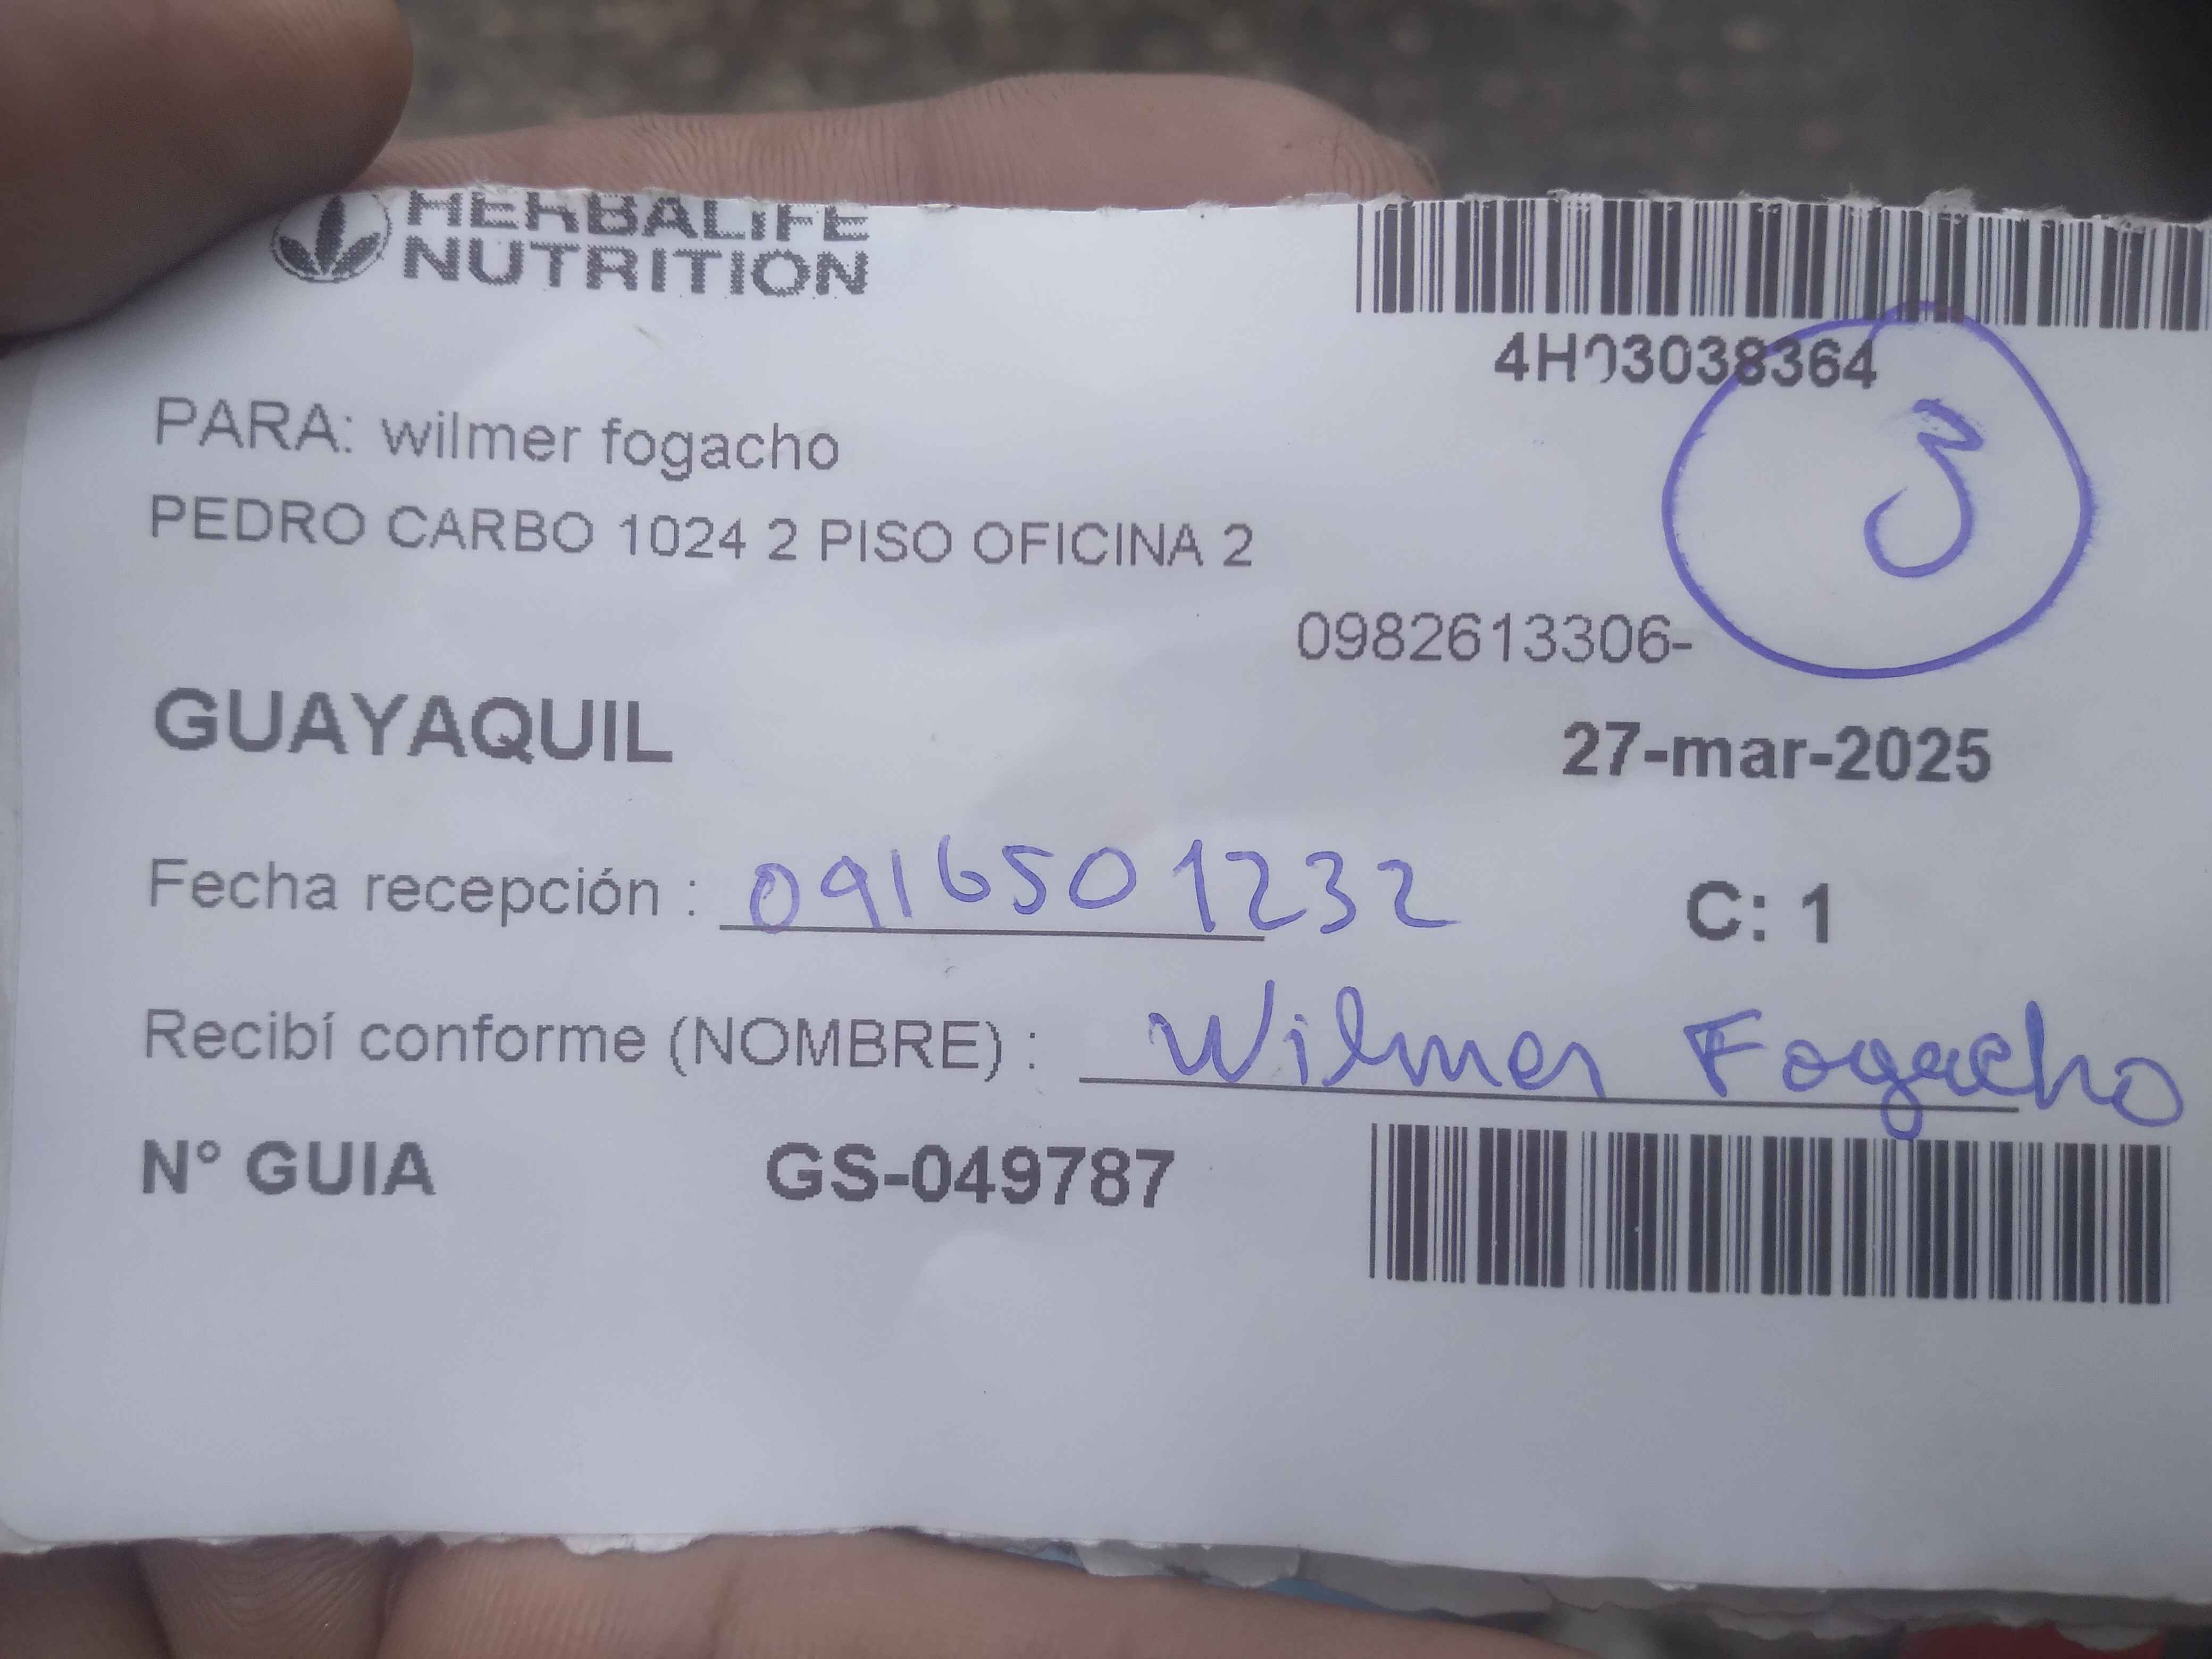 HERBALIFE
NUTRITION
4H03038364
3
PARA: wilmer fogacho
PEDRO CARBO 1024 2 PISO OFICINA 2
0982613306-
GUAYAQUIL
27-mar-2025
Fecha recepción : 0916501232
C: 1
Recibí conforme (NOMBRE) : Wilmer Fogacho
N° GUIA GS-049787